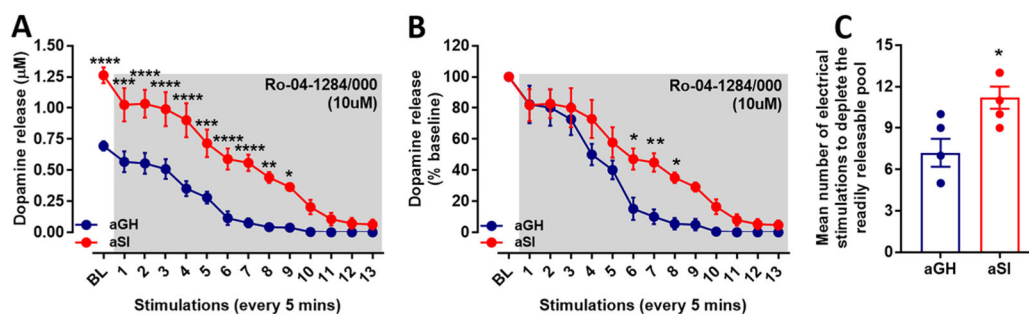 A
Dopamine release (μM)
1.50
1.25
1.00
0.75
0.50
0.25
0.00
****
***
****
****
****
***
****
****
**
*
Ro-04-1284/000
(10uM)
aGH
aSI
BL 1 2 3 4 5 6 7 8 9 10 11 12 13
Stimulations (every 5 mins)
B
Dopamine release
(% baseline)
120
100
80
60
40
20
0
Ro-04-1284/000
(10uM)
*
**
*
aGH
aSI
BL 1 2 3 4 5 6 7 8 9 10 11 12 13
Stimulations (every 5 mins)
C
Mean number of electrical
stimulations to deplete the
readily releasable pool
15
12
9
6
3
0
*
aGH aSI